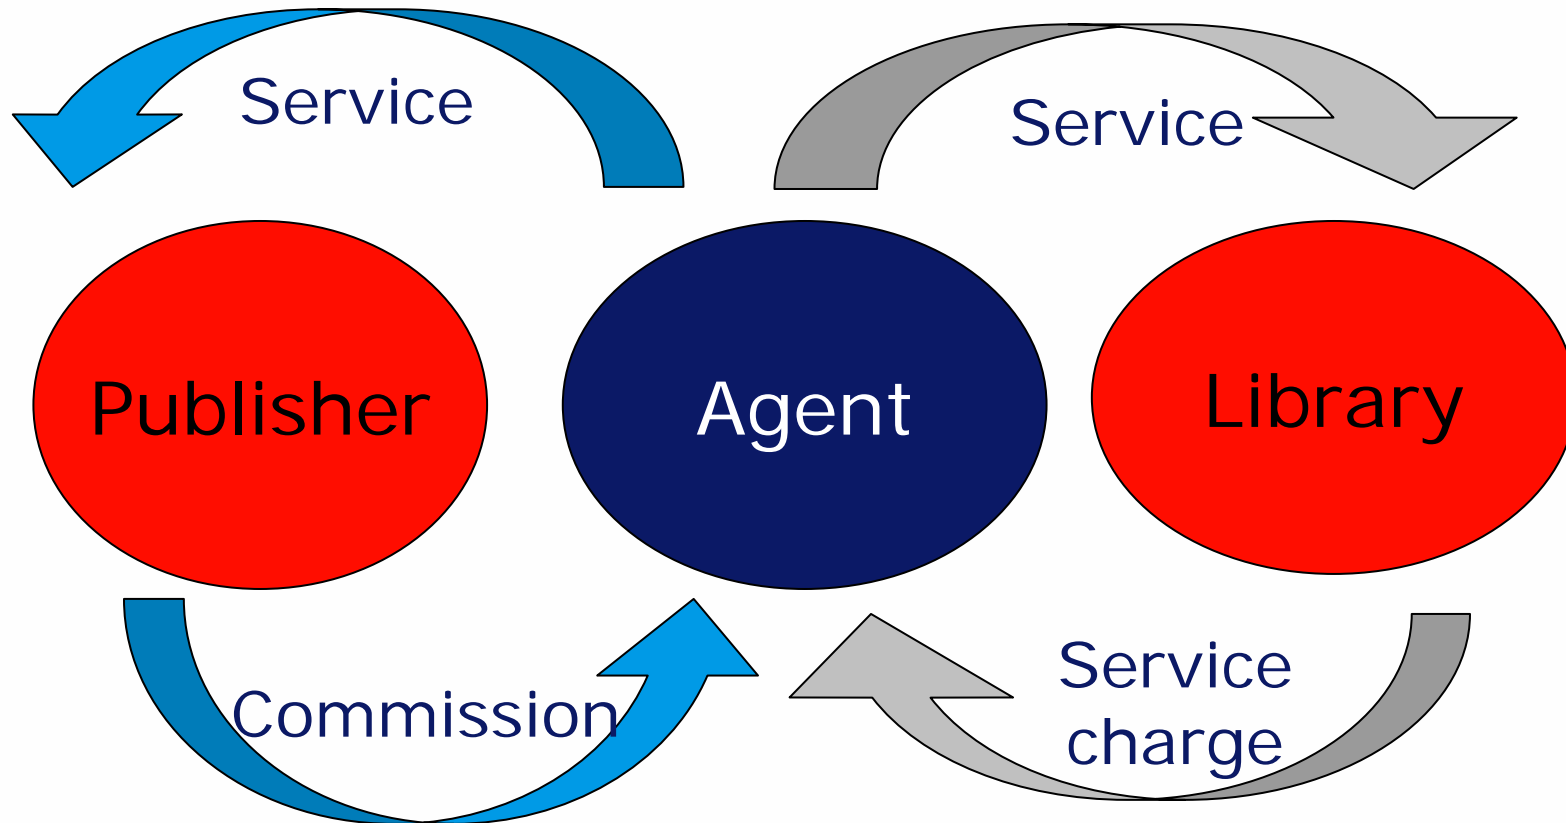 Service
Service
Publisher
Agent
Library
Commission
Service
charge